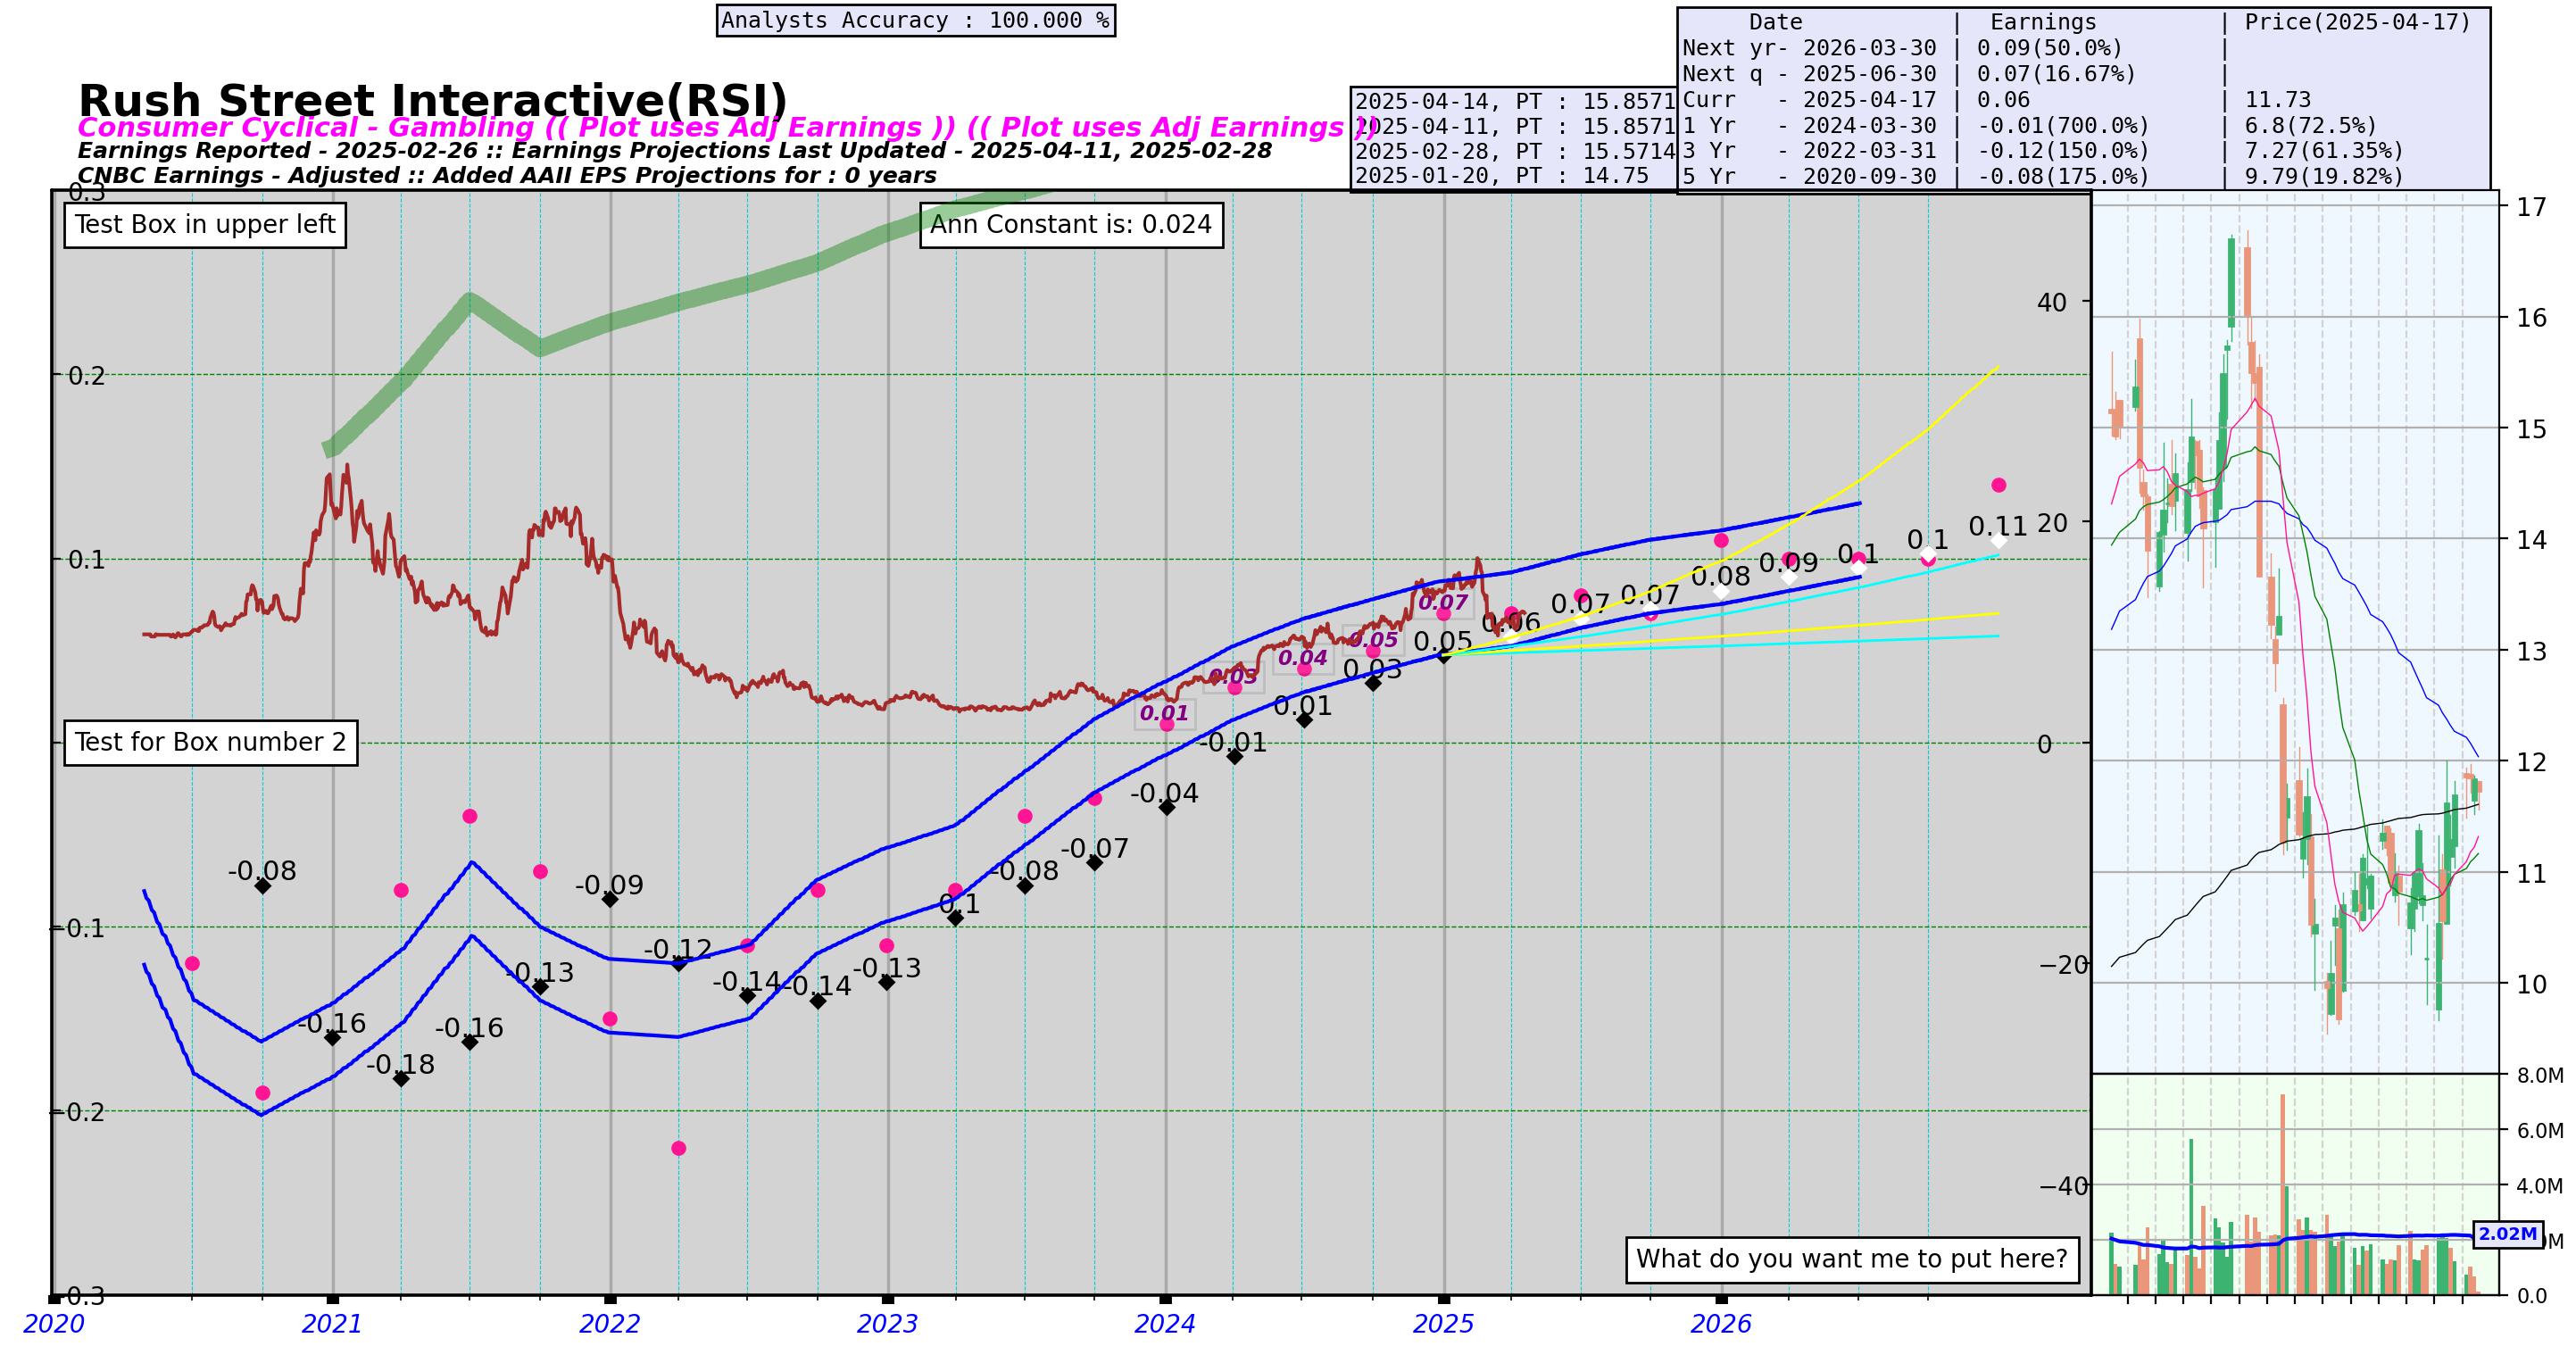 Analysts Accuracy : 100.000 %
Date | Earnings | Price(2025-04-17)
Next yr- 2026-03-30 | 0.09(50.0%) |
Next q - 2025-06-30 | 0.07(16.67%) |
Curr - 2025-04-17 | 0.06 | 11.73
1 Yr - 2024-03-30 | -0.01(700.0%) | 6.8(72.5%)
3 Yr - 2022-03-31 | -0.12(150.0%) | 7.27(61.35%)
5 Yr - 2020-09-30 | -0.08(175.0%) | 9.79(19.82%)
2025-04-14, PT : 15.8571
2025-04-11, PT : 15.8571
2025-02-28, PT : 15.5714
2025-01-20, PT : 14.75
Rush Street Interactive(RSI)
Consumer Cyclical - Gambling (( Plot uses Adj Earnings )) (( Plot uses Adj Earnings ))
Earnings Reported - 2025-02-26 :: Earnings Projections Last Updated - 2025-04-11, 2025-02-28
CNBC Earnings - Adjusted :: Added AAII EPS Projections for : 0 years
Test Box in upper left
Ann Constant is: 0.024
Test for Box number 2
What do you want me to put here?
0.3
0.2
0.1
-0.1
-0.2
-0.3
40
20
0
−20
−40
-0.08
-0.16
-0.18
-0.16
-0.13
-0.09
-0.12
-0.14
-0.14
-0.13
0.1
-0.08
-0.07
-0.04
-0.01
0.01
0.03
0.05
0.06
0.07
0.07
0.08
0.09
0.1
0.1
0.11
0.01
0.03
0.04
0.05
0.07
17
16
15
14
13
12
11
10
8.0M
6.0M
4.0M
2.02M
0.0
2020
2021
2022
2023
2024
2025
2026